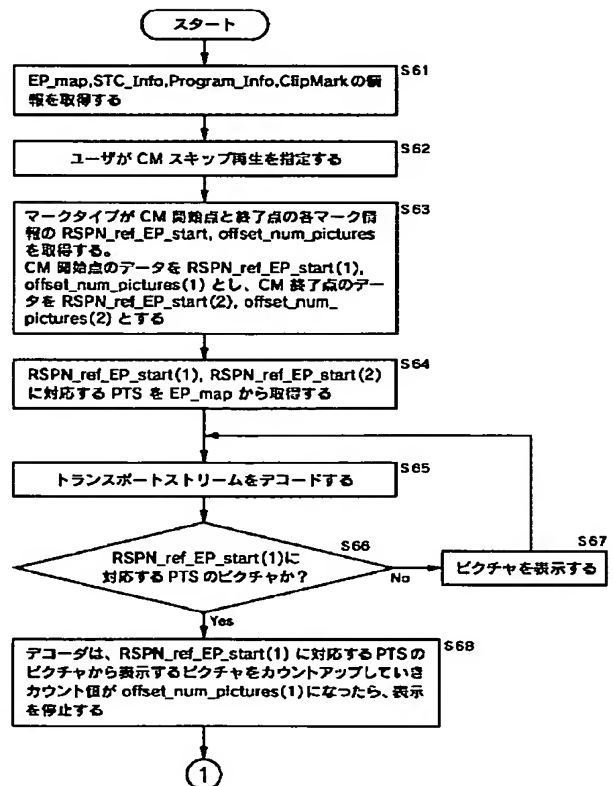 スタート
S61
EP_map,STC_Info,Program_Info,ClipMarkの情
報を取得する
S62
ユーザが CM スキップ再生を指定する
S63
マークタイプが CM 開始点と終了点の各マーク情
報の RSPN_ref_EP_start, offset_num_pictures
を取得する。
CM 開始点のデータを RSPN_ref_EP_start(1),
offset_num_pictures(1) とし、CM 終了点のデー
タを RSPN_ref_EP_start(2), offset_num_
pictures(2) とする
S64
RSPN_ref_EP_start(1), RSPN_ref_EP_start(2)
に対応する PTS を EP_map から取得する
S65
トランスポートストリームをデコードする
S66
RSPN_ref_EP_start(1)に
対応する PTS のピクチャか？
No
S67
ピクチャを表示する
Yes
S68
デコーダは、RSPN_ref_EP_start(1) に対応する PTS の
ピクチャから表示するピクチャをカウントアップしていき
カウント値が offset_num_pictures(1) になったら、表示
を停止する
1